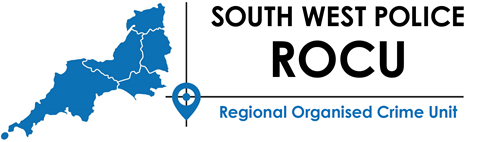 SOUTH WEST POLICE
ROCU
Regional Organised Crime Unit